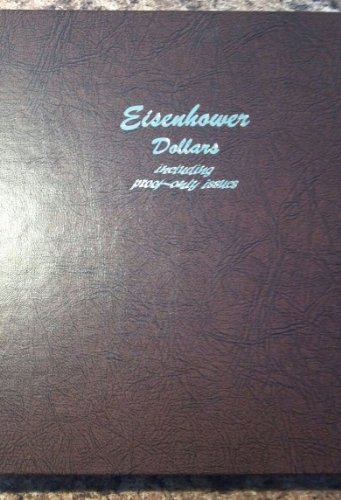 Eisenhower
Dollars
including
proof-only issues